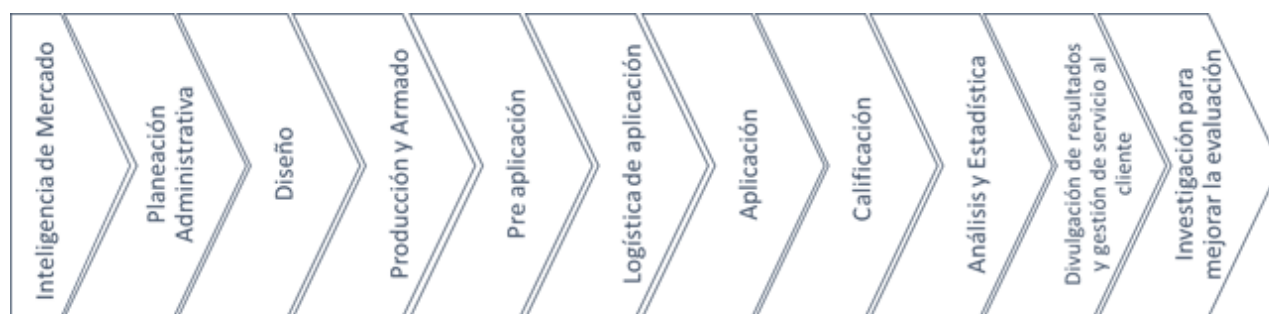 Inteligencia de Mercado
Planeación
Administrativa
Diseño
Producción y Armado
Pre aplicación
Logística de aplicación
Aplicación
Calificación
Análisis y Estadística
Divulgación de resultados
y gestión de servicio al
cliente
Investigación para
mejorar la evaluación